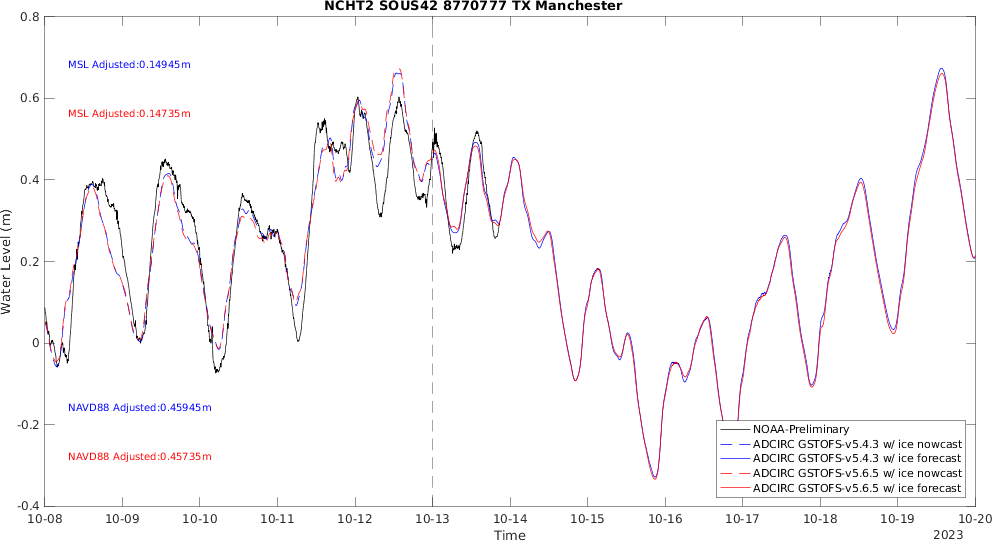 NCHT2 SOUS42 8770777 TX Manchester
0.8
MSL Adjusted:0.14945m
0.6
MSL Adjusted:0.14735m
0.4
Water Level (m)
0.2
0
NAVD88 Adjusted:0.45945m
-0.2
NOAA-Preliminary
ADCIRC GSTOFS-v5.4.3 w/ ice nowcast
NAVD88 Adjusted:0.45735m
ADCIRC GSTOFS-v5.4.3 w/ ice forecast
ADCIRC GSTOFS-v5.6.5 w/ ice nowcast
ADCIRC GSTOFS-v5.6.5 w/ ice forecast
-0.4
10-08 10-09 10-10 10-11 10-12 10-13 10-14 10-15 10-16 10-17 10-18 10-19 10-20
Time
2023